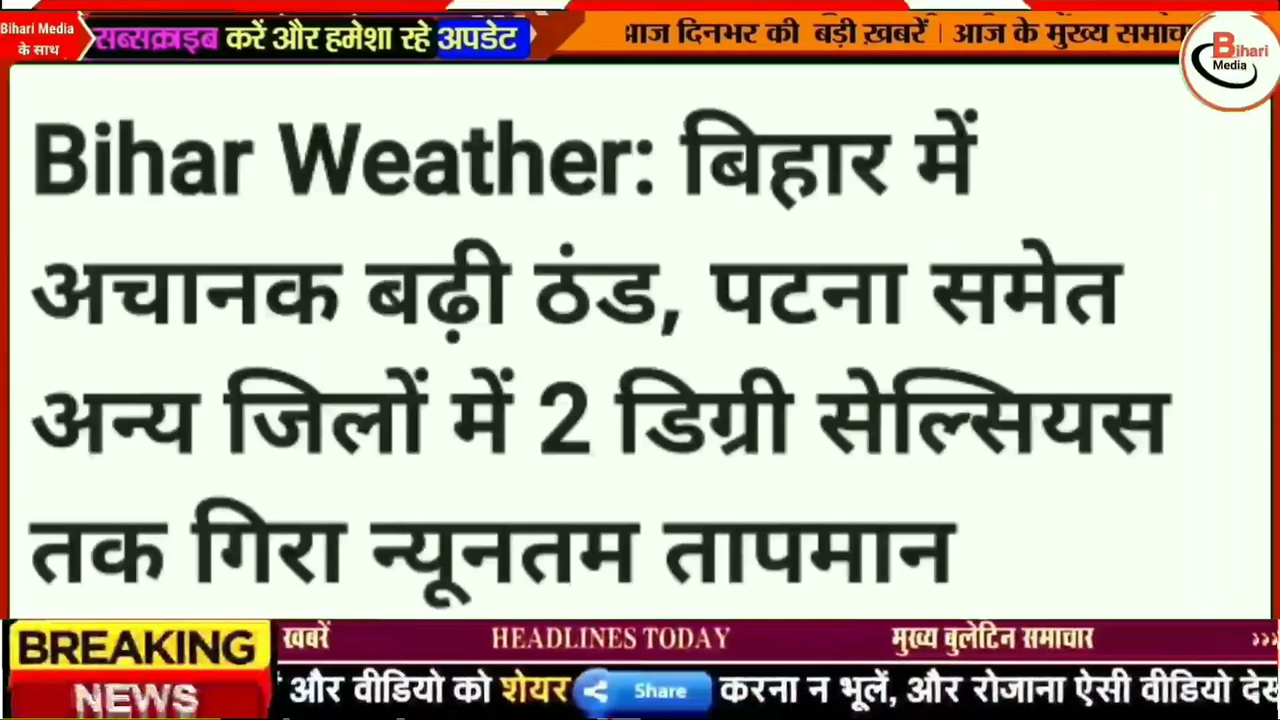 Bihari Media
के साथ
सब्सक्राइब करें और हमेशा रहे अपडेट
आज दिनभर की बड़ी ख़बरें | आज के मुख्य
Bihari
Media
Bihar Weather: बिहार में
अचानक बढ़ी ठंड, पटना समेत
अन्य जिलों में 2 डिग्री सेल्सियस
तक गिरा न्यूनतम तापमान
BREAKING
NEWS
खबरें HEADLINES TODAY मुख्य बुलेटिन समाचार >>>
और वीडियो को शेयर Share करना न भूलें, और रोजाना ऐसी वीडियो